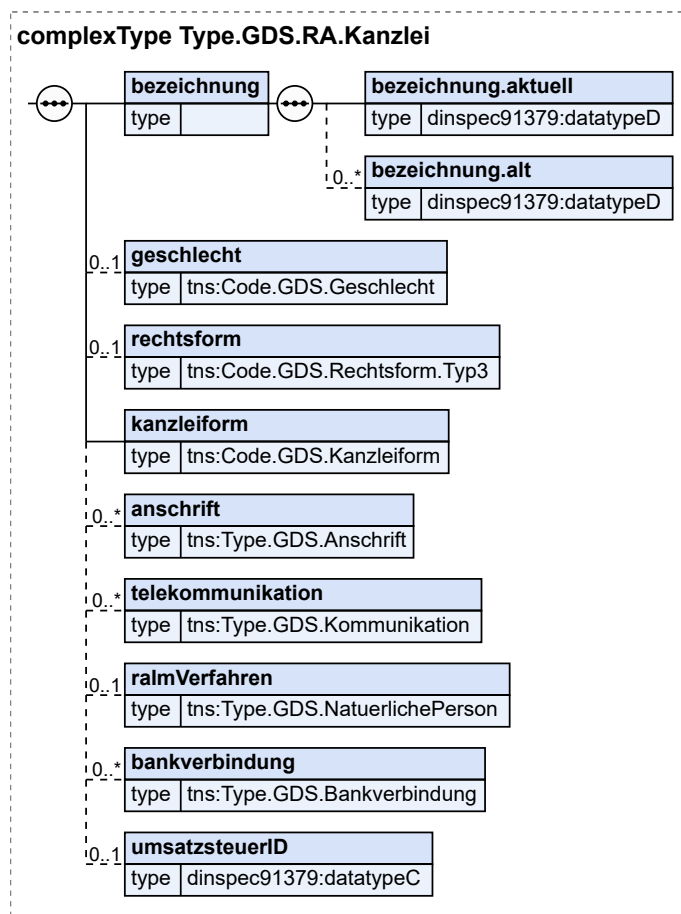 complexType Type.GDS.RA.Kanzlei
bezeichnung
type
bezeichnung.aktuell
type dinspec91379:datatypeD
0..*
bezeichnung.alt
type dinspec91379:datatypeD
0..1
geschlecht
type tns:Code.GDS.Geschlecht
0..1
rechtsform
type tns:Code.GDS.Rechtsform.Typ3
kanzleiform
type tns:Code.GDS.Kanzleiform
0..*
anschrift
type tns:Type.GDS.Anschrift
0..*
telekommunikation
type tns:Type.GDS.Kommunikation
0..1
raImVerfahren
type tns:Type.GDS.NatuerlichePerson
0..*
bankverbindung
type tns:Type.GDS.Bankverbindung
0..1
umsatzsteuerID
type dinspec91379:datatypeC